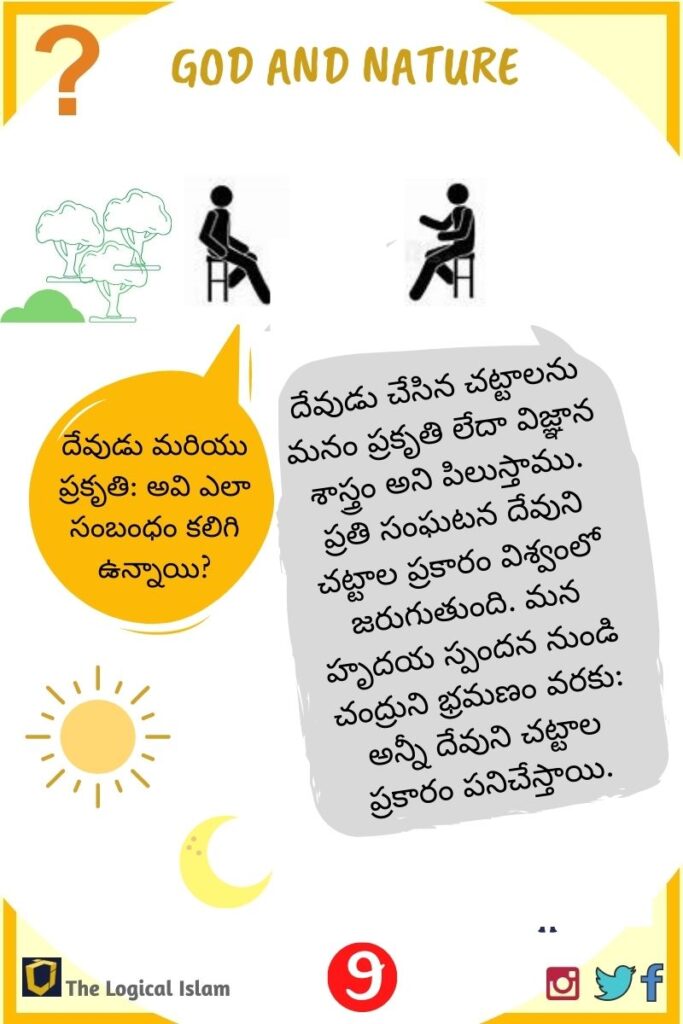 ?
GOD AND NATURE
దేవుడు మరియు
ప్రకృతి: అవి ఎలా
సంబంధం కలిగి
ఉన్నాయి?
దేవుడు చేసిన చట్టాలను
మనం ప్రకృతి లేదా విజ్ఞాన
శాస్త్రం అని పిలుస్తాము.
ప్రతి సంఘటన దేవుని
చట్టాల ప్రకారం విశ్వంలో
జరుగుతుంది. మన
హృదయ స్పందన నుండి
చంద్రుని భ్రమణం వరకు:
అన్నీ దేవుని చట్టాల
ప్రకారం పనిచేస్తాయి.
The Logical Islam
9